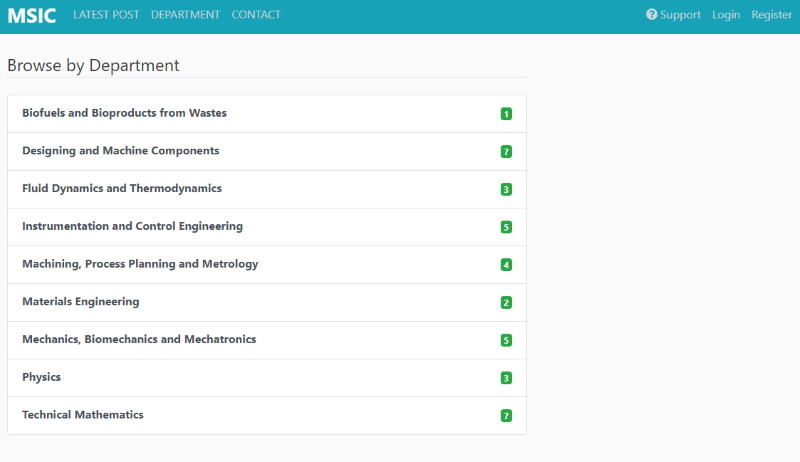 MSIC LATEST POST DEPARTMENT CONTACT Support Login Register
Browse by Department
Biofuels and Bioproducts from Wastes 1
Designing and Machine Components 7
Fluid Dynamics and Thermodynamics 3
Instrumentation and Control Engineering 5
Machining, Process Planning and Metrology 4
Materials Engineering 2
Mechanics, Biomechanics and Mechatronics 5
Physics 3
Technical Mathematics 7